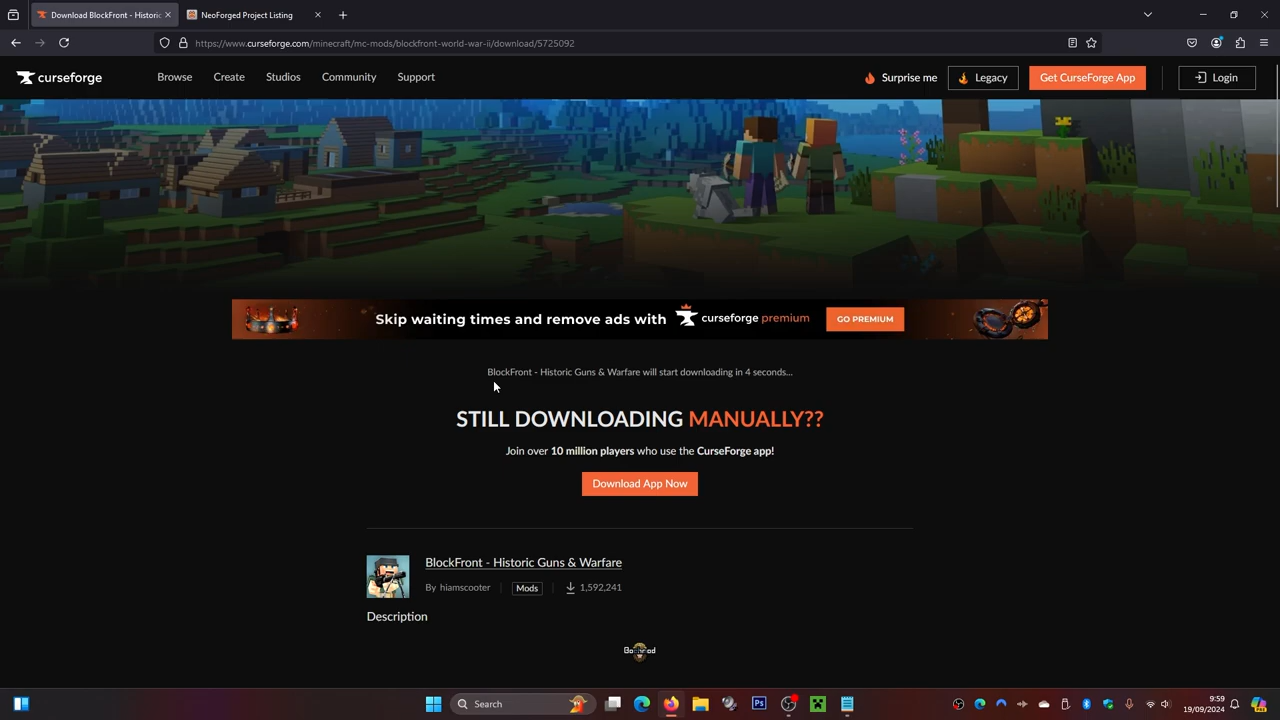 Download BlockFront - Historic
NeoForged Project Listing
https://www.curseforge.com/minecraft/mc-mods/blockfront-world-war-ii/download/5725092
curseforge
Browse
Create
Studios
Community
Support
Surprise me
Legacy
Get CurseForge App
Login
Skip waiting times and remove ads with curseforge premium
GO PREMIUM
BlockFront - Historic Guns & Warfare will start downloading in 4 seconds...
STILL DOWNLOADING MANUALLY??
Join over 10 million players who use the CurseForge app!
Download App Now
BlockFront - Historic Guns & Warfare
By hiamscooter
Mods
1,592,241
Description
Search
Ps
9:59
19/09/2024